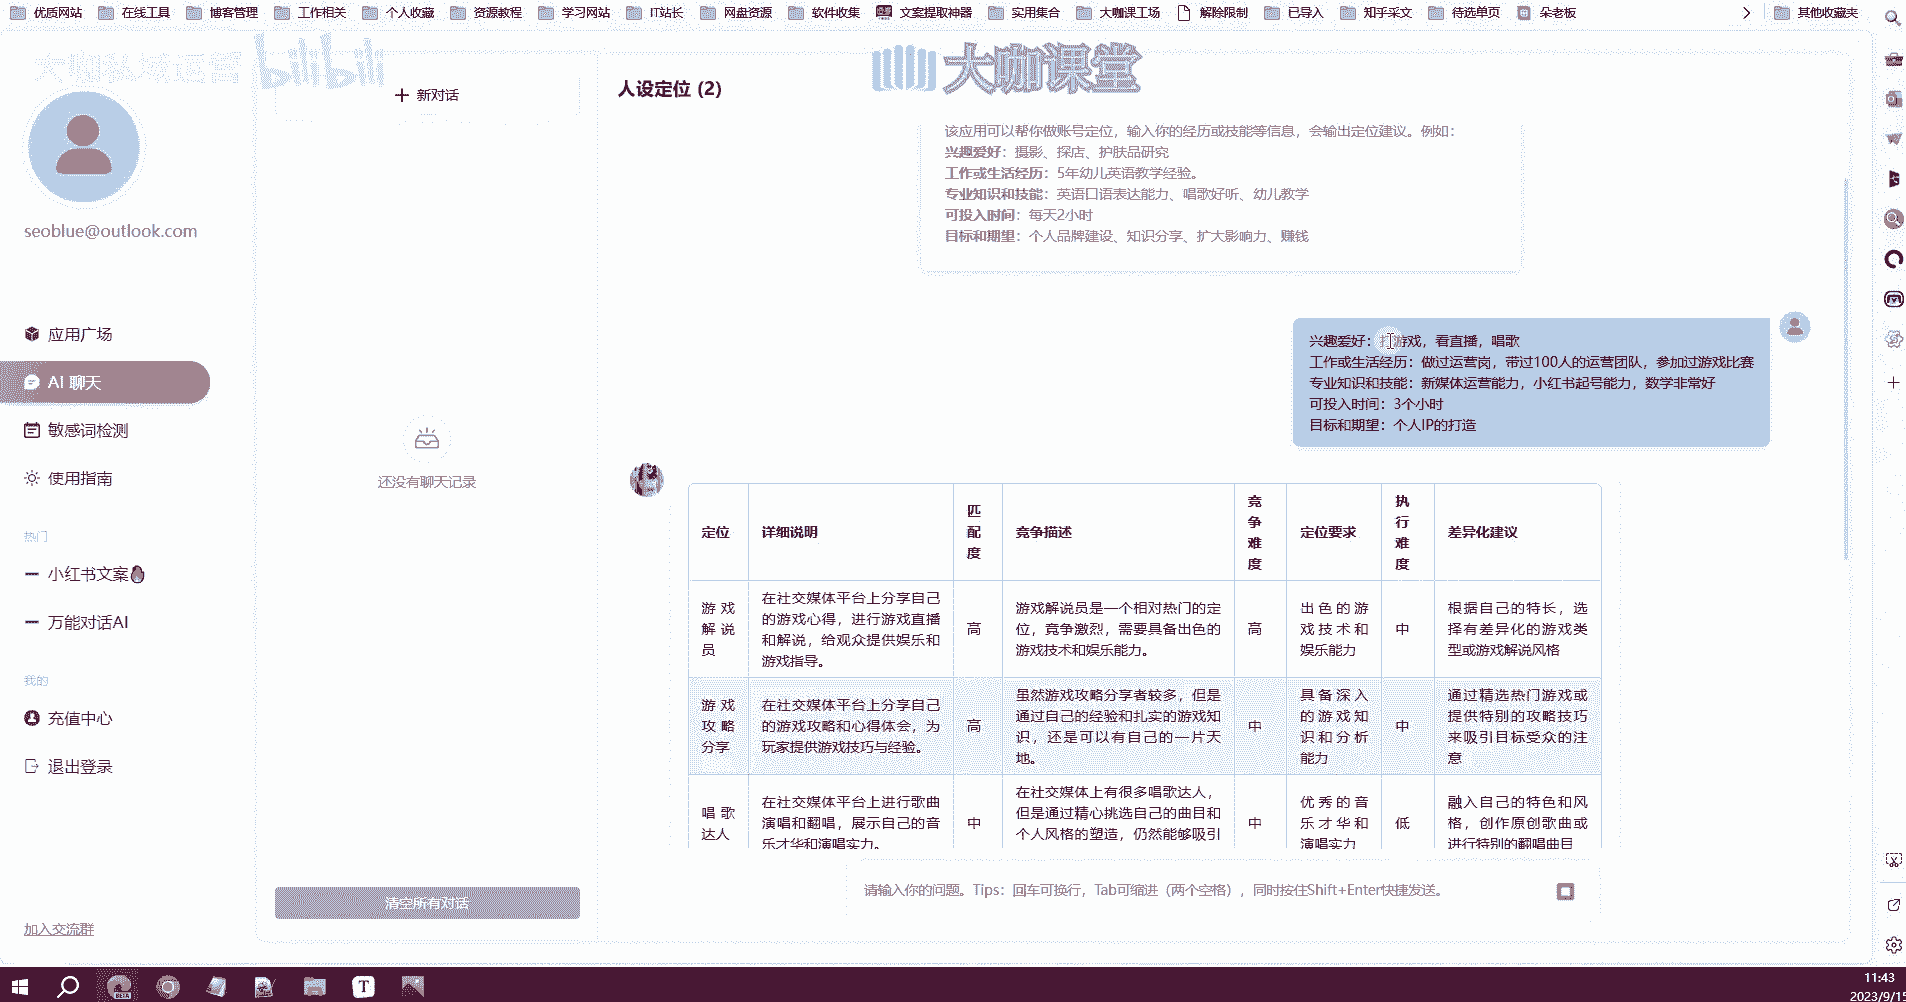 优质网站 在线工具 博客管理 工作相关 个人收藏 资源教程 学习网站 IT站长 网盘资源 软件收集 文案提取神器 实用集合 大咖课工场 解除限制 已导入 知乎采文 待选单页 朵老板 其他收藏夹
大咖私域运营 bilibili
大咖课堂
seoblue@outlook.com
应用广场
AI 聊天
敏感词检测
使用指南
热门
小红书文案
万能对话AI
我的
充值中心
退出登录
加入交流群
新对话
还没有聊天记录
清空所有对话
人设定位 (2)
该应用可以帮你做账号定位，输入你的经历或技能等信息，会输出定位建议。例如：
兴趣爱好：摄影、探店、护肤品研究
工作或生活经历：5年幼儿英语教学经验。
专业知识和技能：英语口语表达能力、唱歌好听、幼儿教学
可投入时间：每天2小时
目标和期望：个人品牌建设、知识分享、扩大影响力、赚钱
兴趣爱好：打游戏，看直播，唱歌
工作或生活经历：做过运营岗，带过100人的运营团队，参加过游戏比赛
专业知识和技能：新媒体运营能力，小红书起号能力，数学非常好
可投入时间：3个小时
目标和期望：个人IP的打造
定位 详细说明 匹配度 竞争描述 竞争难度 定位要求 执行难度 差异化建议
游戏解说员
在社交媒体平台上分享自己
的游戏心得，进行游戏直播
和解说，给观众提供娱乐和
游戏指导。
高
游戏解说员是一个相对热门的定
位，竞争激烈，需要具备出色的
游戏技术和娱乐能力。
高
出色的游
戏技术和
娱乐能力
中
根据自己的特长，选
择有差异化的游戏类
型或游戏解说风格
游戏攻略分享
在社交媒体平台上分享自己
的游戏攻略和心得体会，为
玩家提供游戏技巧与经验。
高
虽然游戏攻略分享者较多，但是
通过自己的经验和扎实的游戏知
识，还是可以有自己的一片天
地。
中
具备深入
的游戏知
识和分析
能力
中
通过精选热门游戏或
提供特别的攻略技巧
来吸引目标受众的注
意
唱歌达人
在社交媒体平台上进行歌曲
演唱和翻唱，展示自己的音
乐才华和演唱实力。
中
在社交媒体上有很多唱歌达人，
但是通过精心挑选自己的曲目和
个人风格的塑造，仍然能够吸引
中
优秀的音
乐才华和
演唱实力
低
融入自己的特色和风
格，创作原创歌曲或
进行特别的翻唱曲目
请输入你的问题。Tips：回车可换行，Tab可缩进（两个空格），同时按住Shift+Enter快捷发送。
BETA
T
11:43
2023/9/15